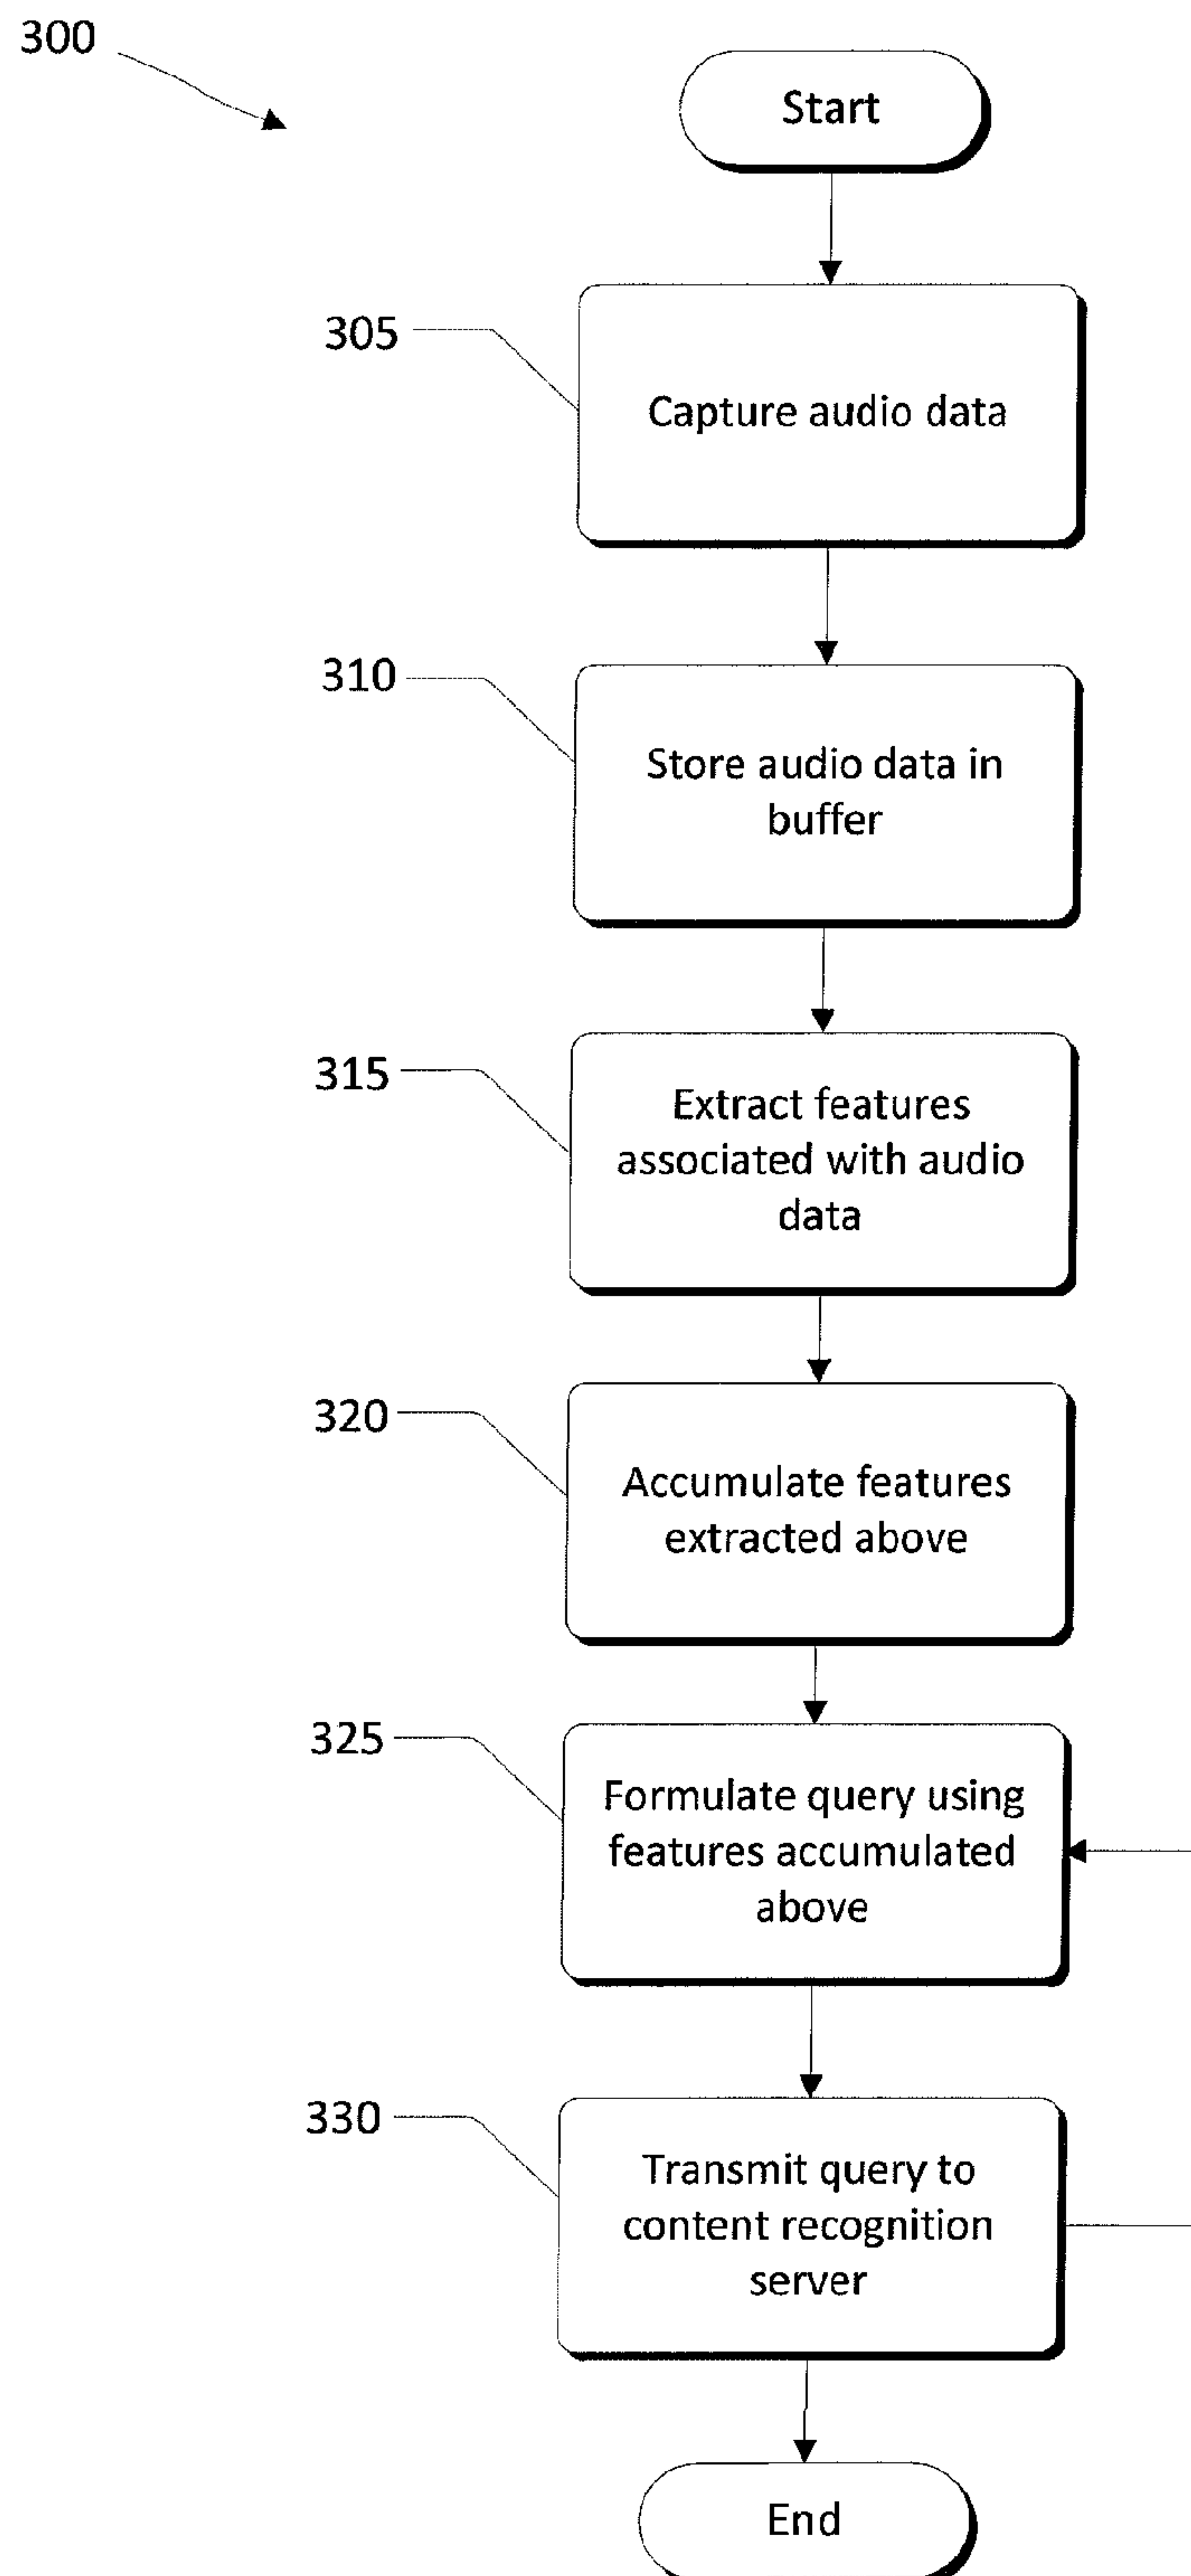 300
Start
305
Capture audio data
310
Store audio data in
buffer
315
Extract features
associated with audio
data
320
Accumulate features
extracted above
325
Formulate query using
features accumulated
above
330
Transmit query to
content recognition
server
End